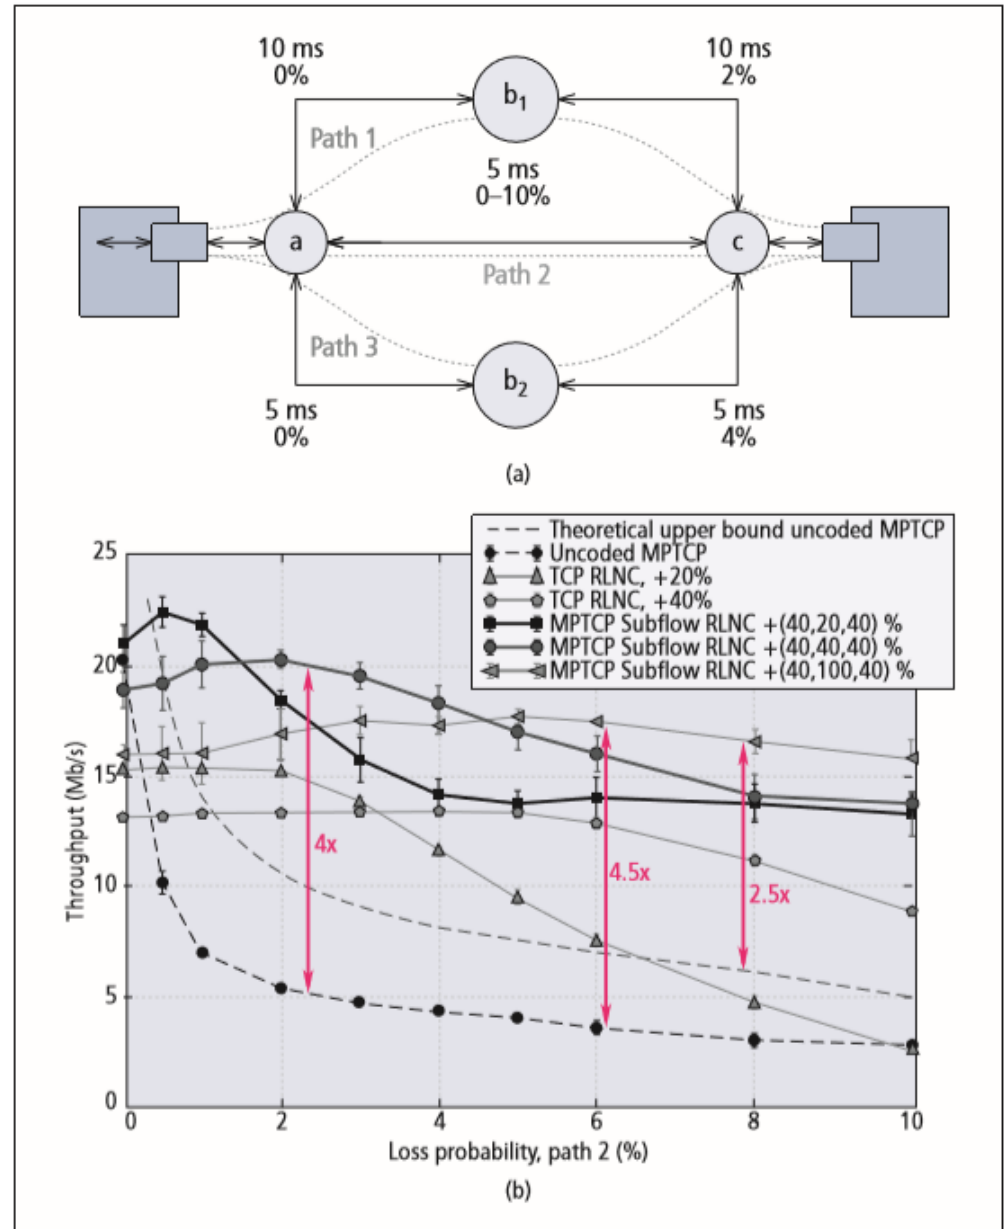 10 ms
0%
b1
10 ms
2%
Path 1
5 ms
0–10%
a
c
Path 2
Path 3
b2
5 ms
0%
5 ms
4%
(a)
Theoretical upper bound uncoded MPTCP
Uncoded MPTCP
TCP RLNC, +20%
TCP RLNC, +40%
MPTCP Subflow RLNC +(40,20,40) %
MPTCP Subflow RLNC +(40,40,40) %
MPTCP Subflow RLNC +(40,100,40) %
25
20
15
10
5
0
Throughput (Mb/s)
4x
4.5x
2.5x
0
2
4
6
8
10
Loss probability, path 2 (%)
(b)